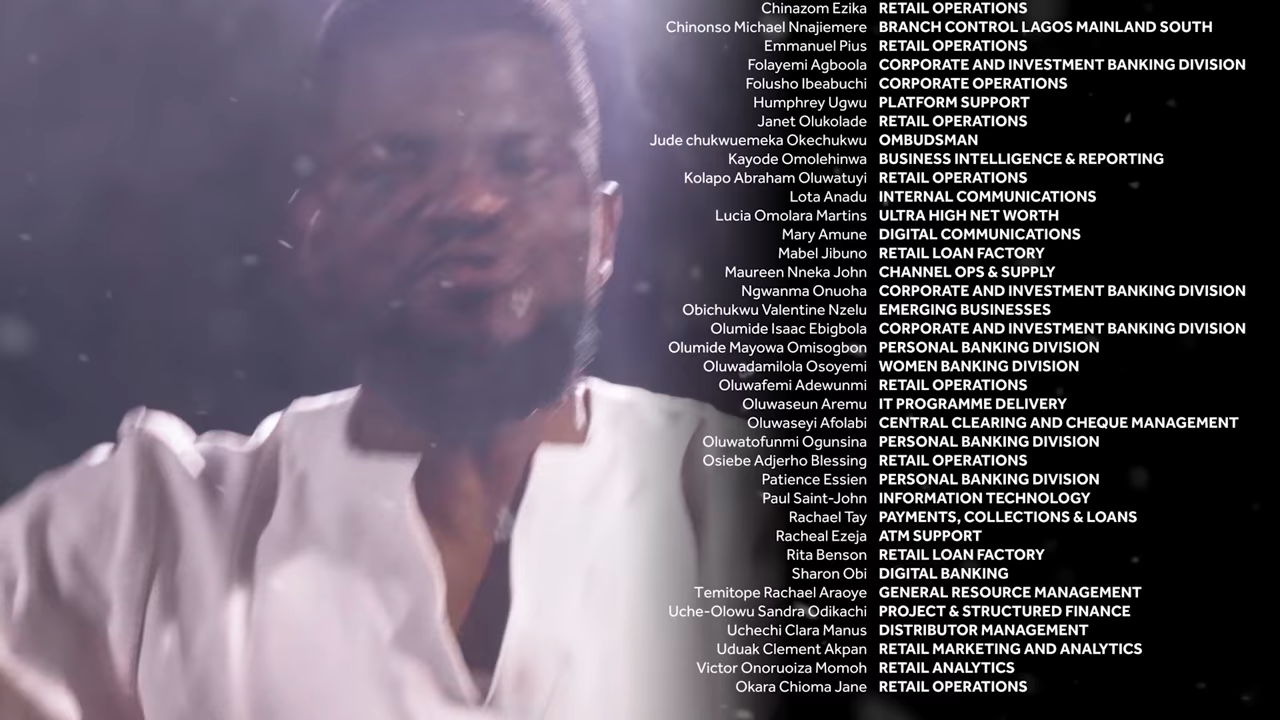 Chinazom Ezika RETAIL OPERATIONS
Chinonso Michael Nnajiemere BRANCH CONTROL LAGOS MAINLAND SOUTH
Emmanuel Pius RETAIL OPERATIONS
Folayemi Agboola CORPORATE AND INVESTMENT BANKING DIVISION
Folusho Ibeabuchi CORPORATE OPERATIONS
Humphrey Ugwu PLATFORM SUPPORT
Janet Olukolade RETAIL OPERATIONS
Jude chukwuemeka Okechukwu OMBUDSMAN
Kayode Omolehinwa BUSINESS INTELLIGENCE & REPORTING
Kolapo Abraham Oluwatuyi RETAIL OPERATIONS
Lota Anadu INTERNAL COMMUNICATIONS
Lucia Omolara Martins ULTRA HIGH NET WORTH
Mary Amune DIGITAL COMMUNICATIONS
Mabel Jibuno RETAIL LOAN FACTORY
Maureen Nneka John CHANNEL OPS & SUPPLY
Ngwanma Onuoha CORPORATE AND INVESTMENT BANKING DIVISION
Obichukwu Valentine Nzelu EMERGING BUSINESSES
Olumide Isaac Ebigbola CORPORATE AND INVESTMENT BANKING DIVISION
Olumide Mayowa Omisogbon PERSONAL BANKING DIVISION
Oluwadamilola Osoyemi WOMEN BANKING DIVISION
Oluwafemi Adewunmi RETAIL OPERATIONS
Oluwaseun Aremu IT PROGRAMME DELIVERY
Oluwaseyi Afolabi CENTRAL CLEARING AND CHEQUE MANAGEMENT
Oluwatofunmi Ogunsina PERSONAL BANKING DIVISION
Osiebe Adjerho Blessing RETAIL OPERATIONS
Patience Essien PERSONAL BANKING DIVISION
Paul Saint-John INFORMATION TECHNOLOGY
Rachael Tay PAYMENTS, COLLECTIONS & LOANS
Racheal Ezeja ATM SUPPORT
Rita Benson RETAIL LOAN FACTORY
Sharon Obi DIGITAL BANKING
Temitope Rachael Araoye GENERAL RESOURCE MANAGEMENT
Uche-Olowu Sandra Odikachi PROJECT & STRUCTURED FINANCE
Uchechi Clara Manus DISTRIBUTOR MANAGEMENT
Uduak Clement Akpan RETAIL MARKETING AND ANALYTICS
Victor Onoruoiza Momoh RETAIL ANALYTICS
Okara Chioma Jane RETAIL OPERATIONS